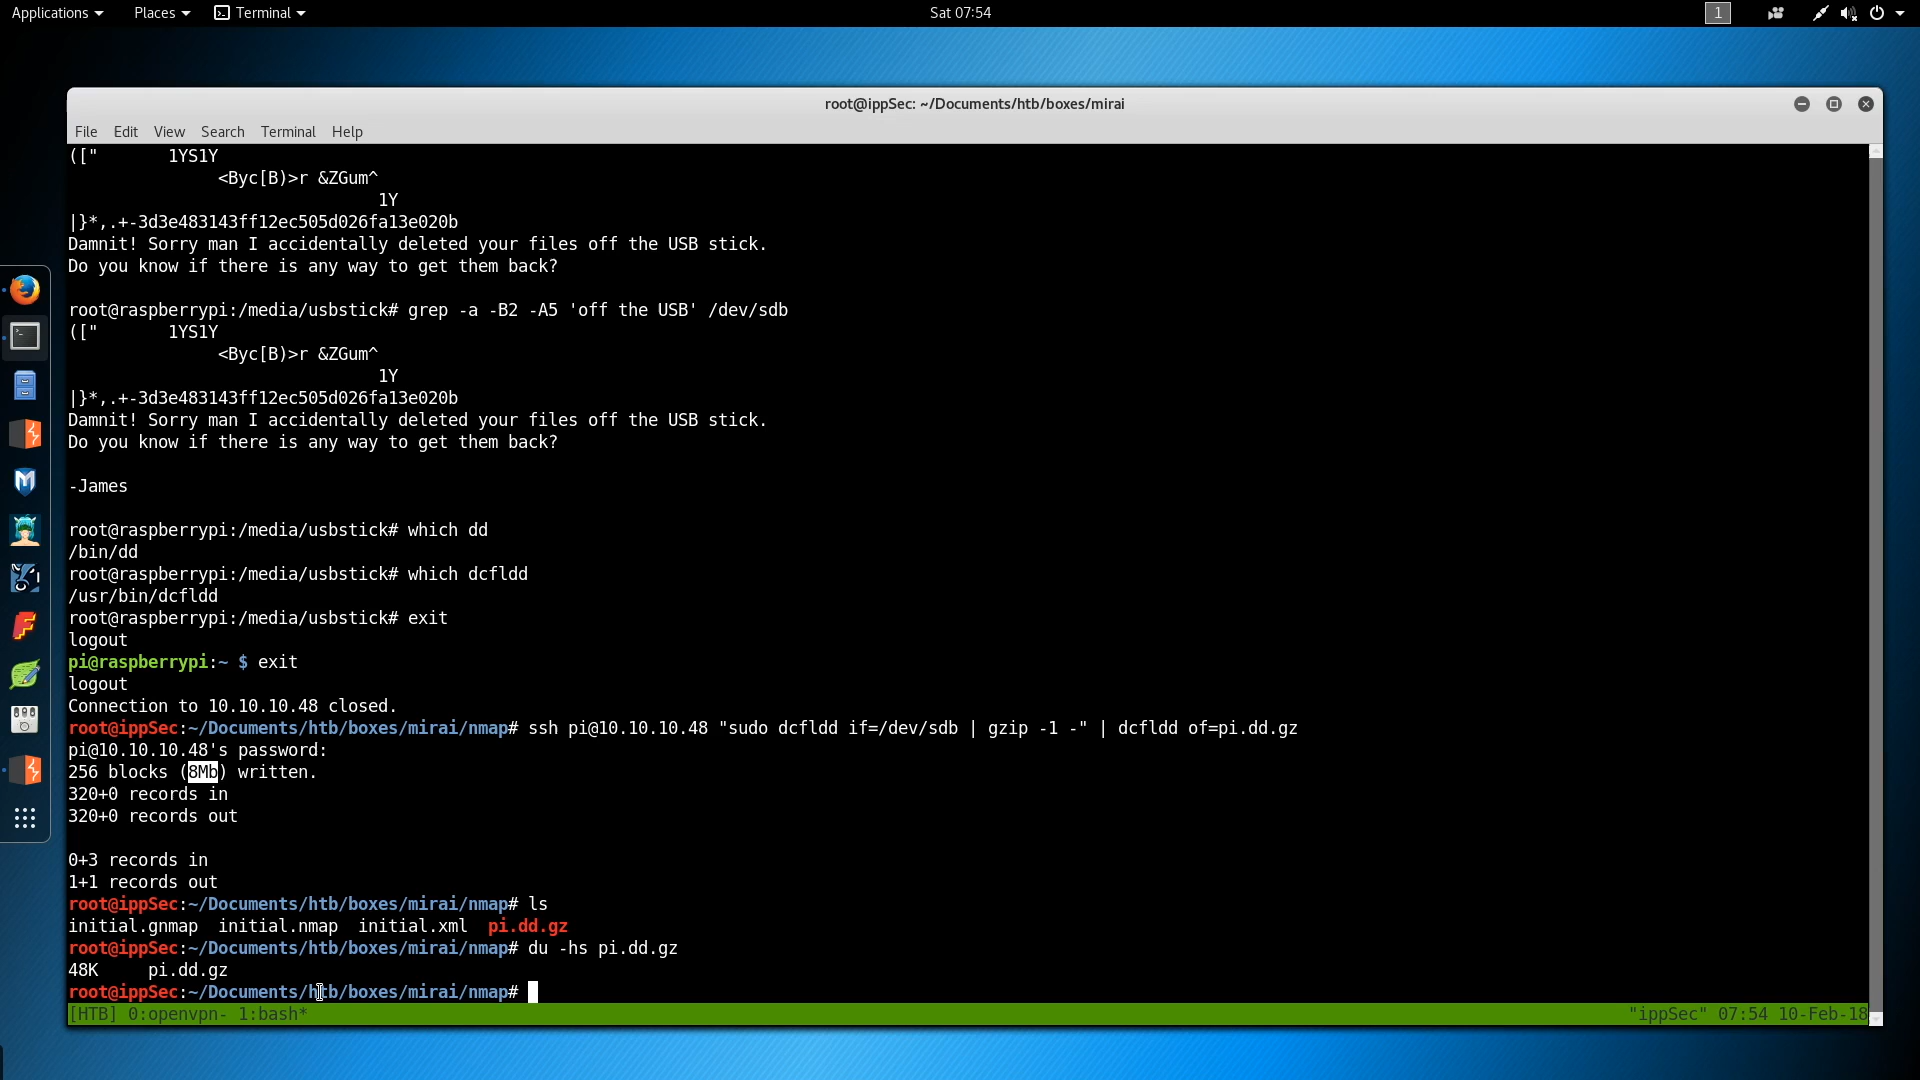 Applications Places Terminal Sat 07:54 1
root@ippSec: ~/Documents/htb/boxes/mirai
File Edit View Search Terminal Help
(["       1YS1Y
               <Byc[B)>r &ZGum^
                               1Y
|}*,.+-3d3e483143ff12ec505d026fa13e020b
Damnit! Sorry man I accidentally deleted your files off the USB stick.
Do you know if there is any way to get them back?
root@raspberrypi:/media/usbstick# grep -a -B2 -A5 'off the USB' /dev/sdb
(["       1YS1Y
               <Byc[B)>r &ZGum^
                               1Y
|}*,.+-3d3e483143ff12ec505d026fa13e020b
Damnit! Sorry man I accidentally deleted your files off the USB stick.
Do you know if there is any way to get them back?
-James
root@raspberrypi:/media/usbstick# which dd
/bin/dd
root@raspberrypi:/media/usbstick# which dcfldd
/usr/bin/dcfldd
root@raspberrypi:/media/usbstick# exit
logout
pi@raspberrypi:~ $ exit
logout
Connection to 10.10.10.48 closed.
root@ippSec:~/Documents/htb/boxes/mirai/nmap# ssh pi@10.10.10.48 "sudo dcfldd if=/dev/sdb | gzip -1 -" | dcfldd of=pi.dd.gz
pi@10.10.10.48's password:
256 blocks (8Mb) written.
320+0 records in
320+0 records out
0+3 records in
1+1 records out
root@ippSec:~/Documents/htb/boxes/mirai/nmap# ls
initial.gnmap  initial.nmap  initial.xml  pi.dd.gz
root@ippSec:~/Documents/htb/boxes/mirai/nmap# du -hs pi.dd.gz
48K     pi.dd.gz
root@ippSec:~/Documents/htb/boxes/mirai/nmap#
[HTB] 0:openvpn- 1:bash* "ippSec" 07:54 10-Feb-18